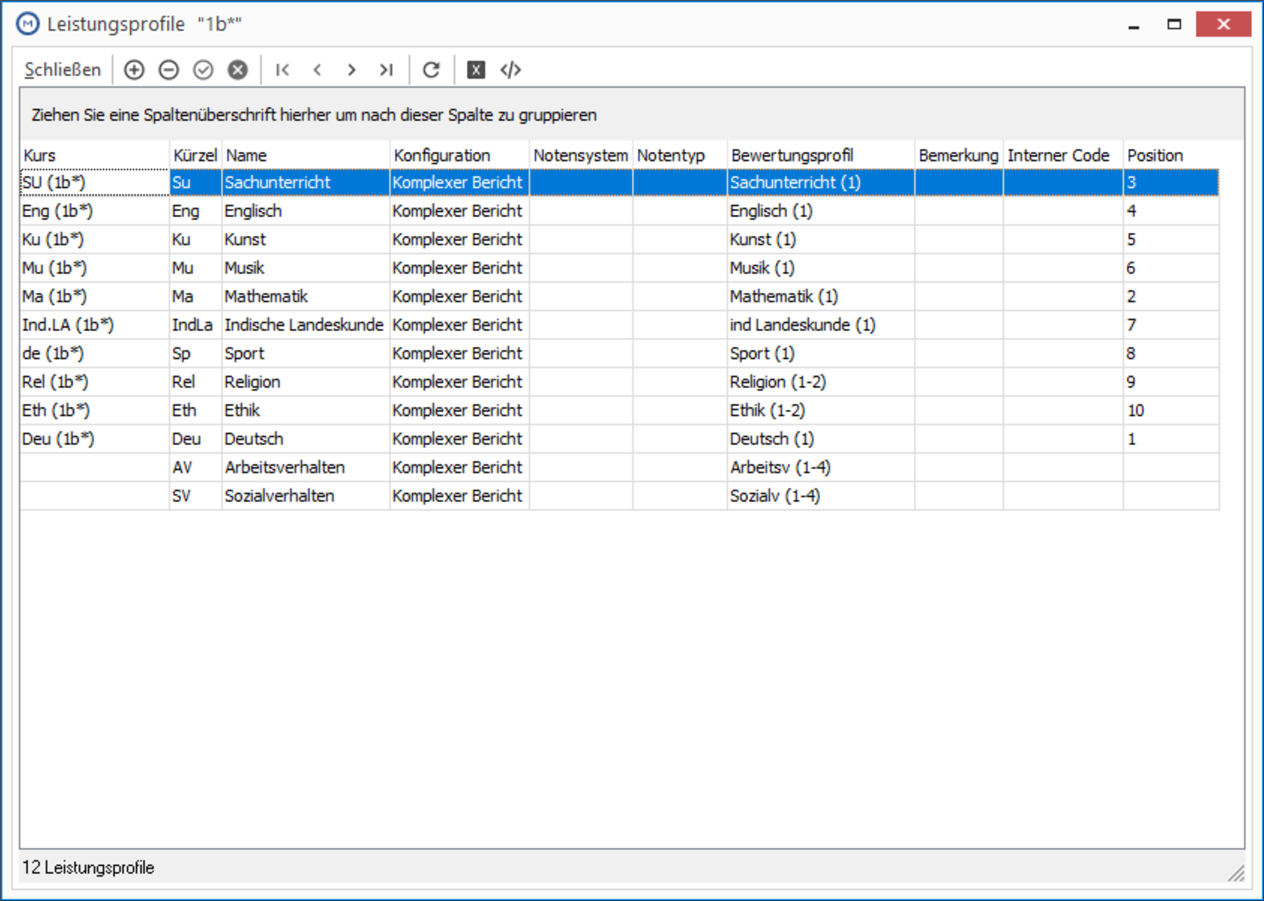 Leistungsprofile "1b*"
Schließen
Ziehen Sie eine Spaltenüberschrift hierher um nach dieser Spalte zu gruppieren
Kurs Kürzel Name Konfiguration Notensystem Notentyp Bewertungsprofil Bemerkung Interner Code Position
SU (1b*) Su Sachunterricht Komplexer Bericht Sachunterricht (1) 3
Eng (1b*) Eng Englisch Komplexer Bericht Englisch (1) 4
Ku (1b*) Ku Kunst Komplexer Bericht Kunst (1) 5
Mu (1b*) Mu Musik Komplexer Bericht Musik (1) 6
Ma (1b*) Ma Mathematik Komplexer Bericht Mathematik (1) 2
Ind.LA (1b*) IndLa Indische Landeskunde Komplexer Bericht ind Landeskunde (1) 7
de (1b*) Sp Sport Komplexer Bericht Sport (1) 8
Rel (1b*) Rel Religion Komplexer Bericht Religion (1-2) 9
Eth (1b*) Eth Ethik Komplexer Bericht Ethik (1-2) 10
Deu (1b*) Deu Deutsch Komplexer Bericht Deutsch (1) 1
AV Arbeitsverhalten Komplexer Bericht Arbeitsv (1-4)
SV Sozialverhalten Komplexer Bericht Sozialv (1-4)
12 Leistungsprofile